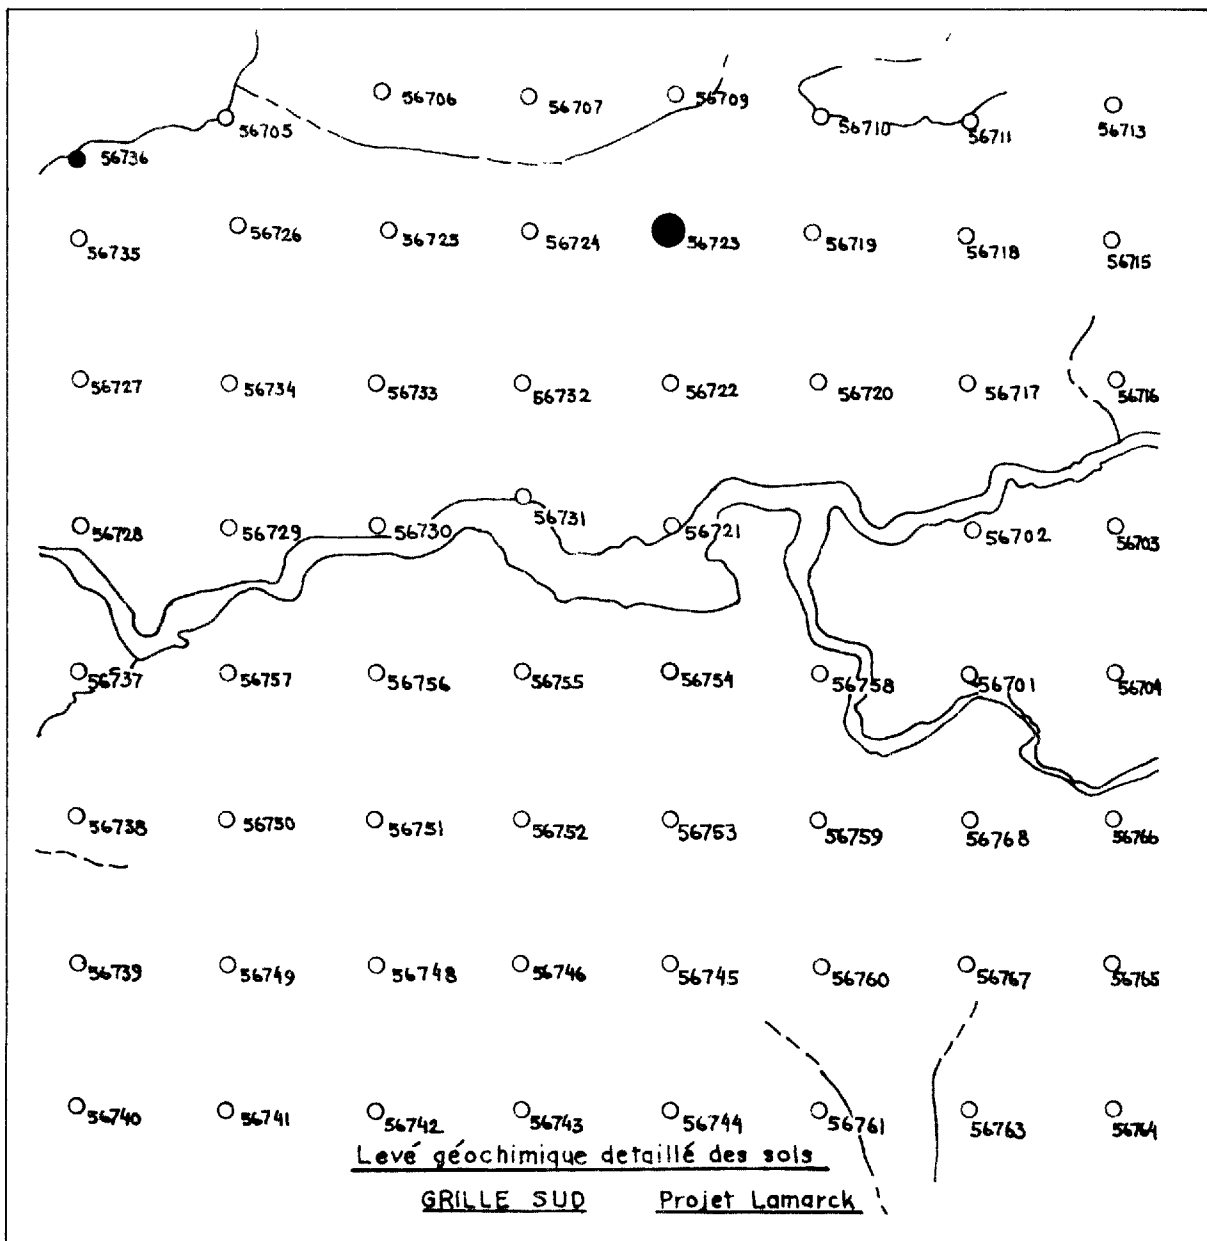 56705 56706 56707 56709 56710 56711 56713
56736
56735 56726 56725 56724 56723 56719 56718 56715
56727 56734 56733 56732 56722 56720 56717 56716
56728 56729 56730 56731 56721 56702 56703
56737 56757 56756 56755 56754 56758 56701 56704
56738 56750 56751 56752 56753 56759 56768 56766
56739 56749 56748 56746 56745 56760 56767 56765
56740 56741 56742 56743 56744 56761 56763 56764
Levé géochimique detaillé des sols
GRILLE SUD Projet Lamarck